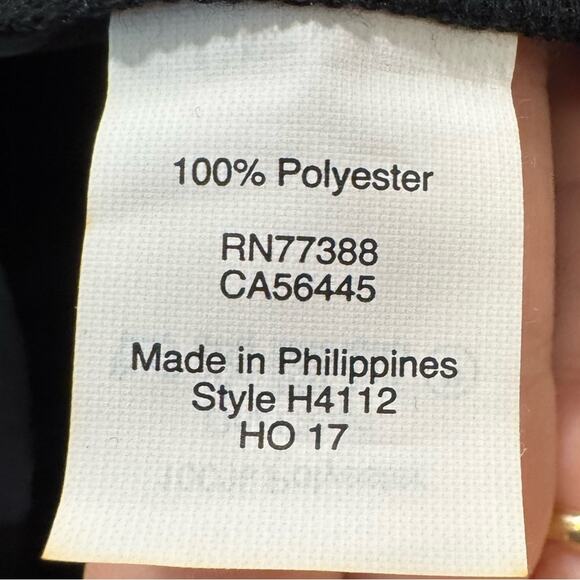 100% Polyester
RN77388
CA56445
Made in Philippines
Style H4112
HO 17